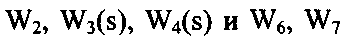 W₂, W₃(s), W₄(s) и W₆, W₇